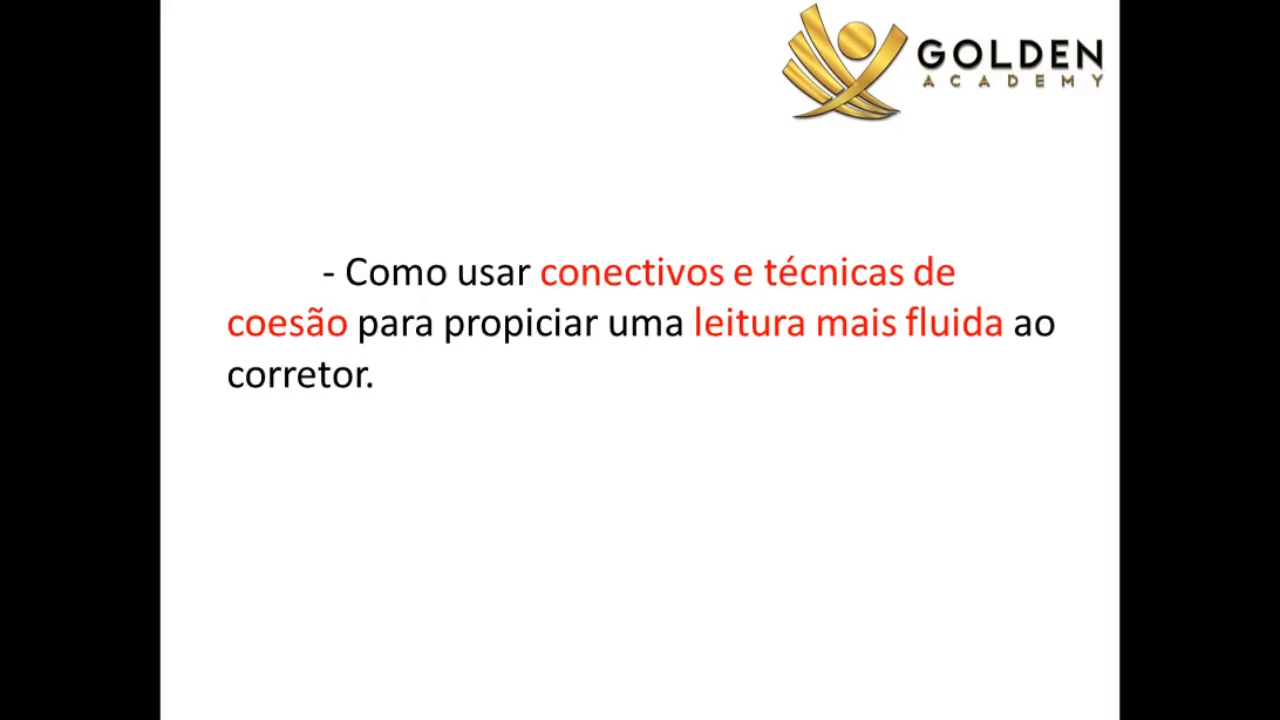 GOLDEN
ACADEMY
- Como usar conectivos e técnicas de
coesão para propiciar uma leitura mais fluida ao
corretor.